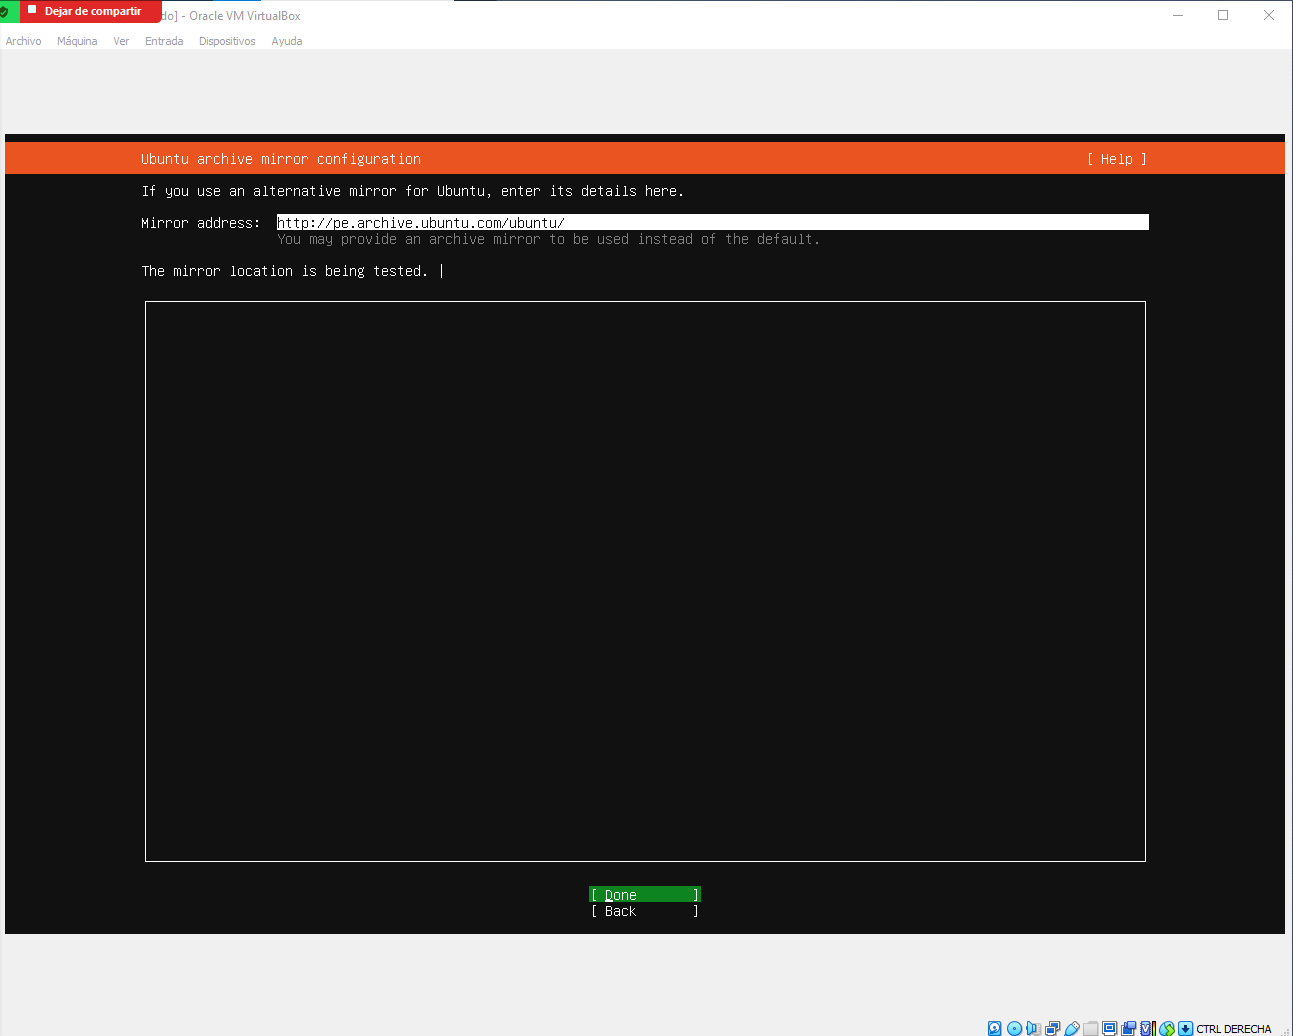 Dejar de compartir
do] - Oracle VM VirtualBox
Archivo Máquina Ver Entrada Dispositivos Ayuda
Ubuntu archive mirror configuration [ Help ]
If you use an alternative mirror for Ubuntu, enter its details here.
Mirror address: http://pe.archive.ubuntu.com/ubuntu/
You may provide an archive mirror to be used instead of the default.
The mirror location is being tested. |
[ Done ]
[ Back ]
CTRL DERECHA